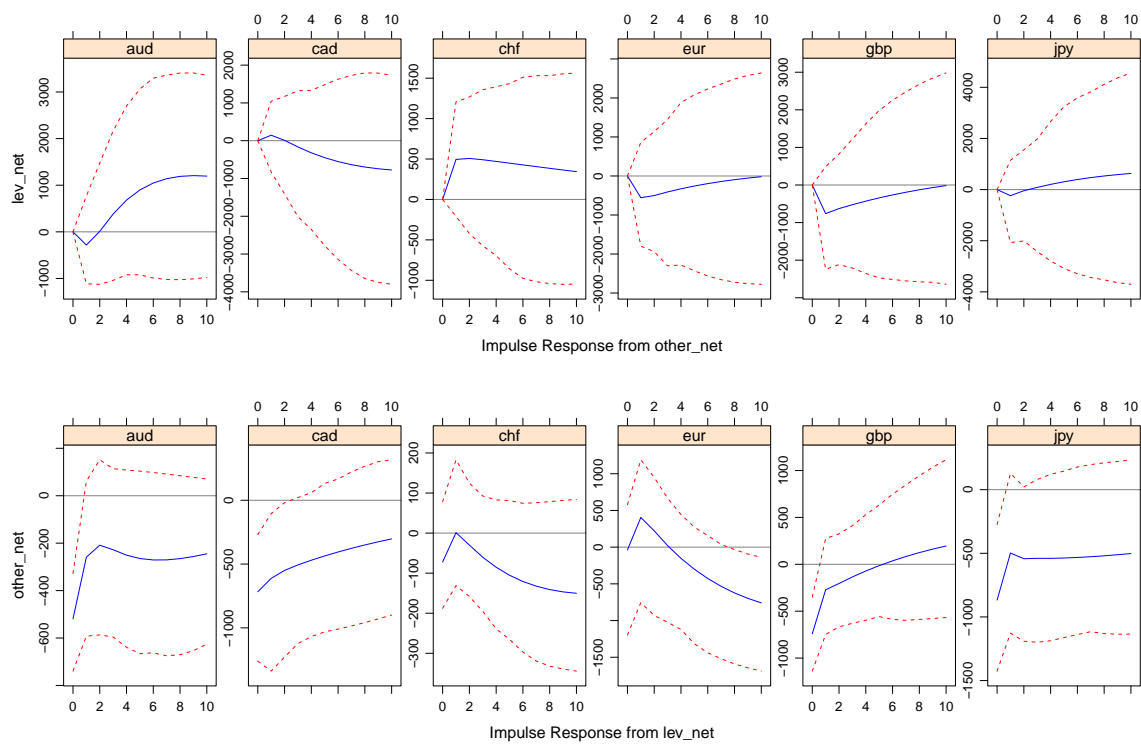 0 2 4 6 8 10 0 2 4 6 8 10 0 2 4 6 8 10
aud cad chf eur gbp jpy
lev_net
−1000 0 1000 2000 3000
−4000 −3000 −2000 −1000 0 1000 2000
−1000 −500 0 500 1000 1500
−3000 −2000 −1000 0 1000 2000
−2000 −1000 0 1000 2000 3000
−4000 −2000 0 2000 4000
0 2 4 6 8 10 0 2 4 6 8 10 0 2 4 6 8 10
Impulse Response from other_net
0 2 4 6 8 10 0 2 4 6 8 10 0 2 4 6 8 10
aud cad chf eur gbp jpy
other_net
−600 −400 −200 0
−1000 −500 0
−300 −200 −100 0 100 200
−1500 −500 0 500 1000
−1000 −500 0 500 1000
−1500 −1000 −500 0
0 2 4 6 8 10 0 2 4 6 8 10 0 2 4 6 8 10
Impulse Response from lev_net